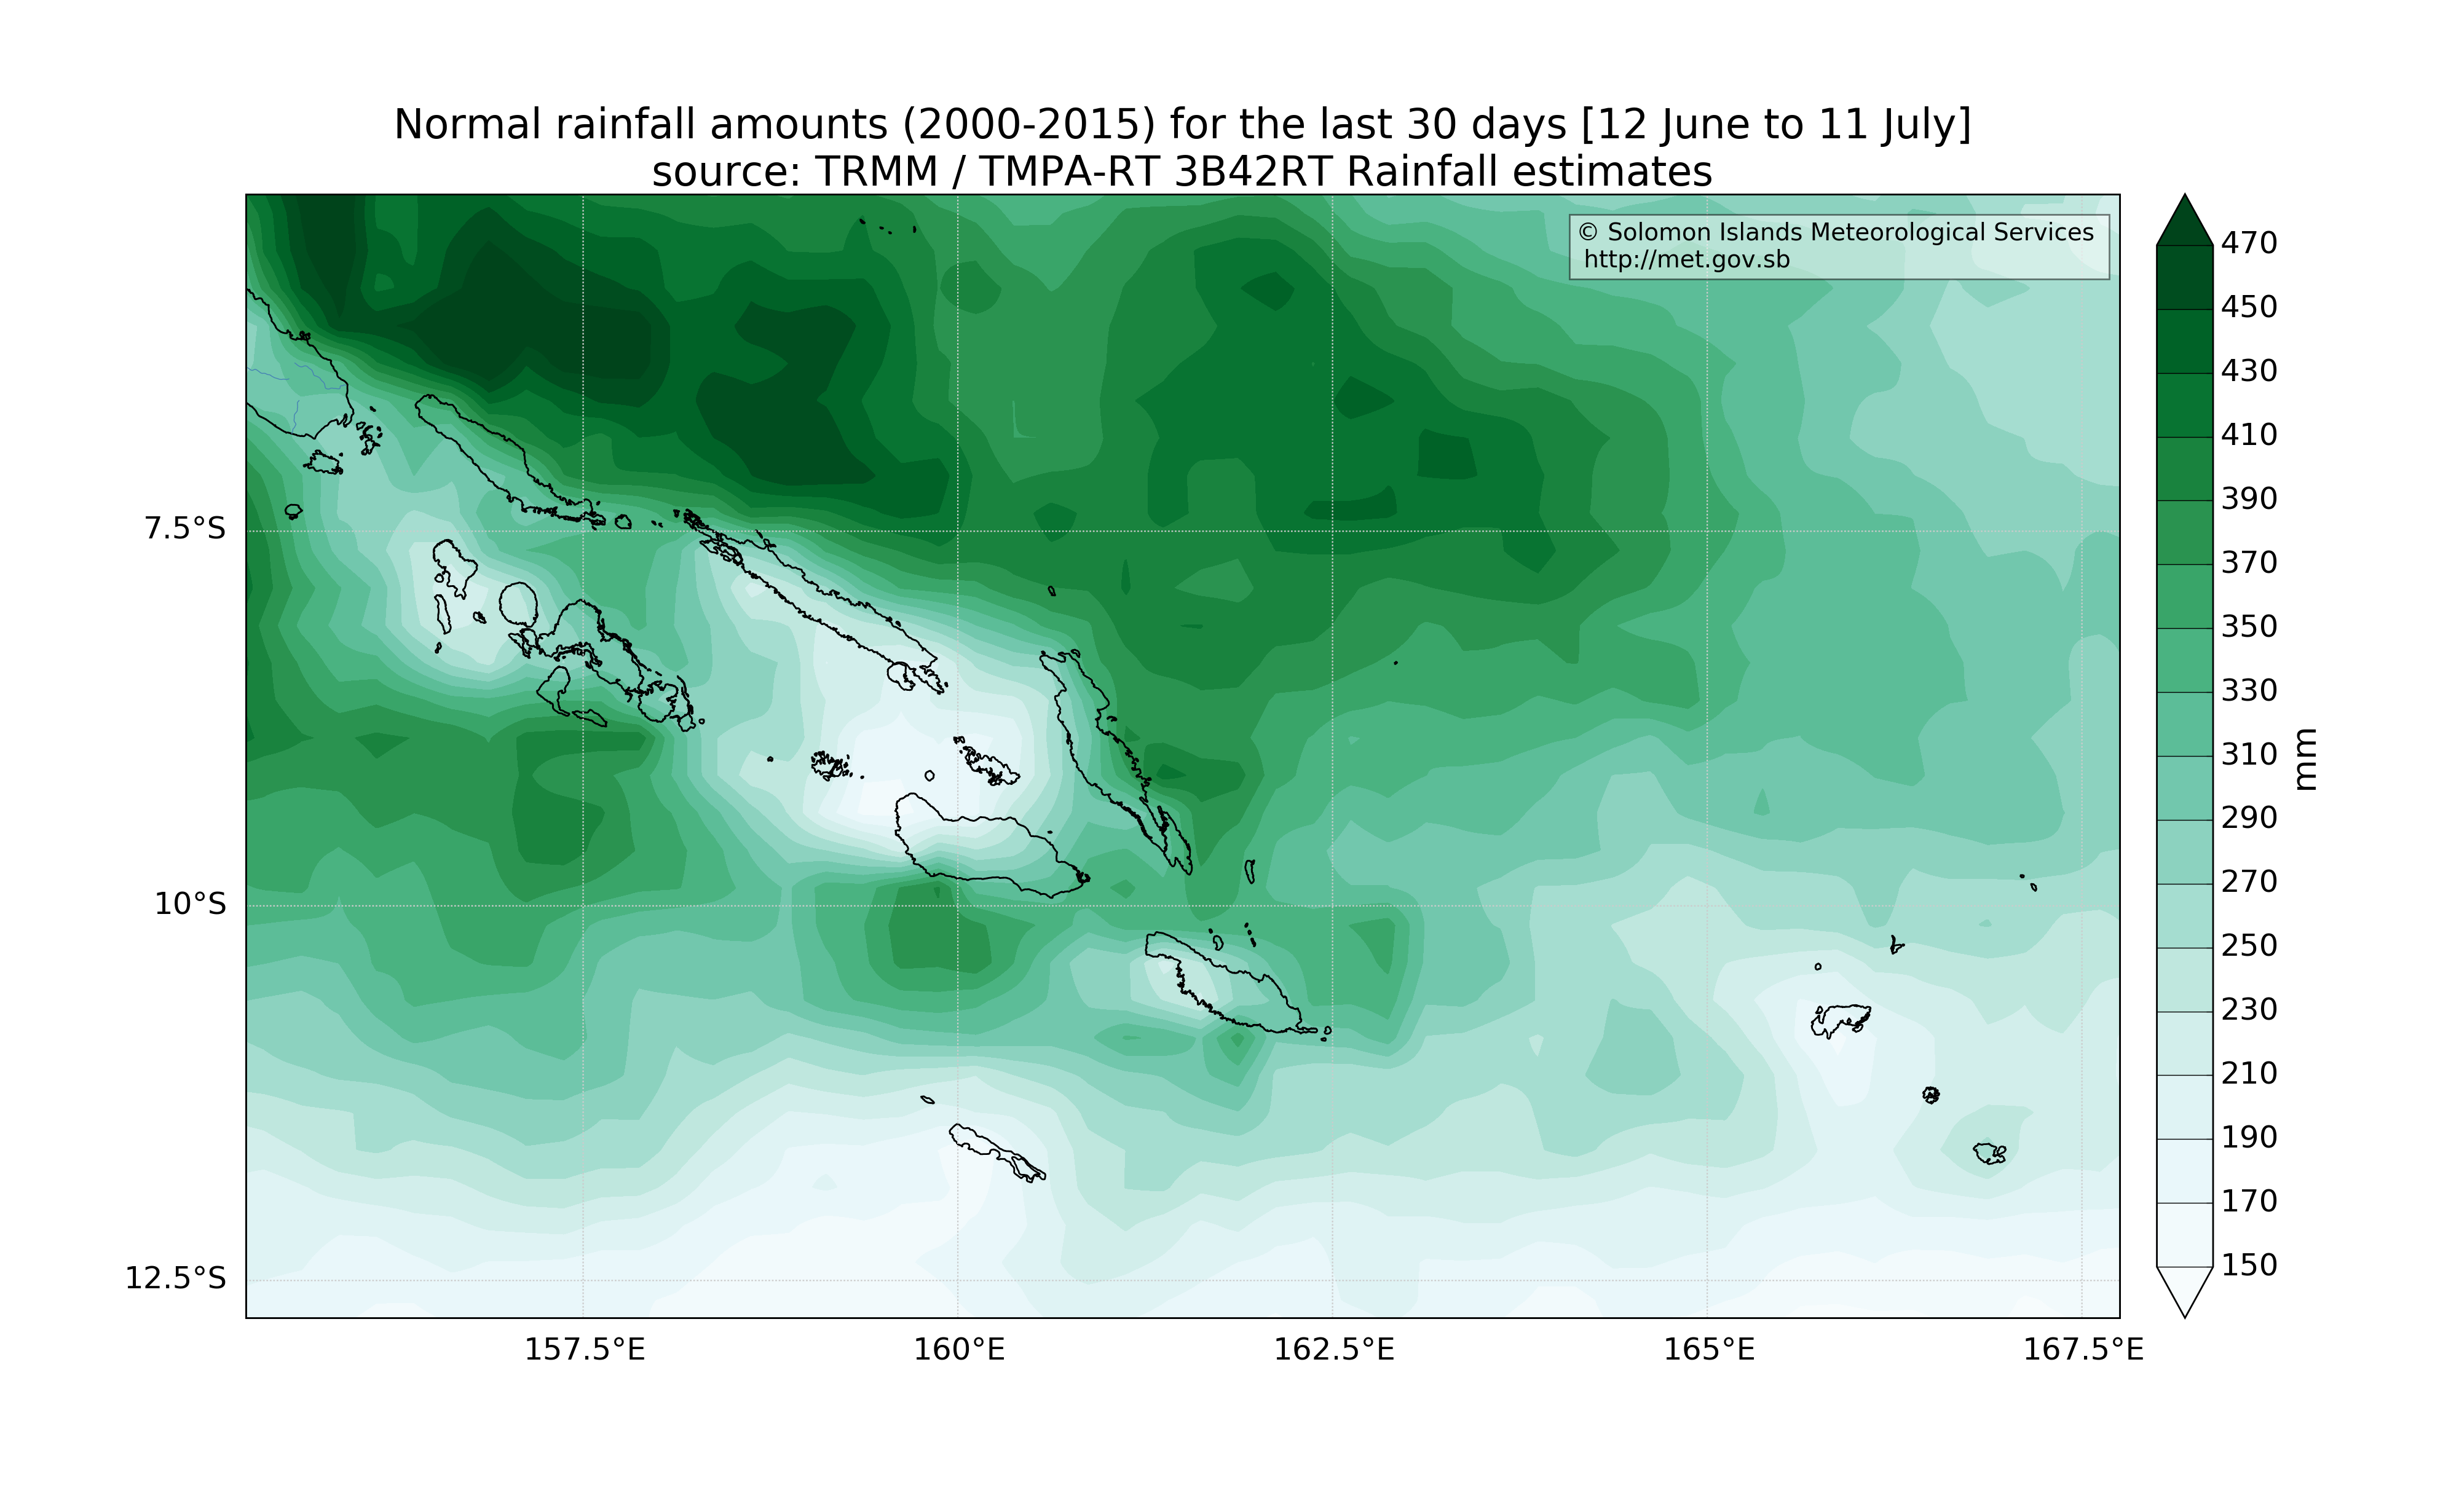 Normal rainfall amounts (2000-2015) for the last 30 days [12 June to 11 July]
source: TRMM / TMPA-RT 3B42RT Rainfall estimates
© Solomon Islands Meteorological Services
http://met.gov.sb
7.5°S
10°S
12.5°S
157.5°E
160°E
162.5°E
165°E
167.5°E
470
450
430
410
390
370
350
330
310
290
270
250
230
210
190
170
150
mm